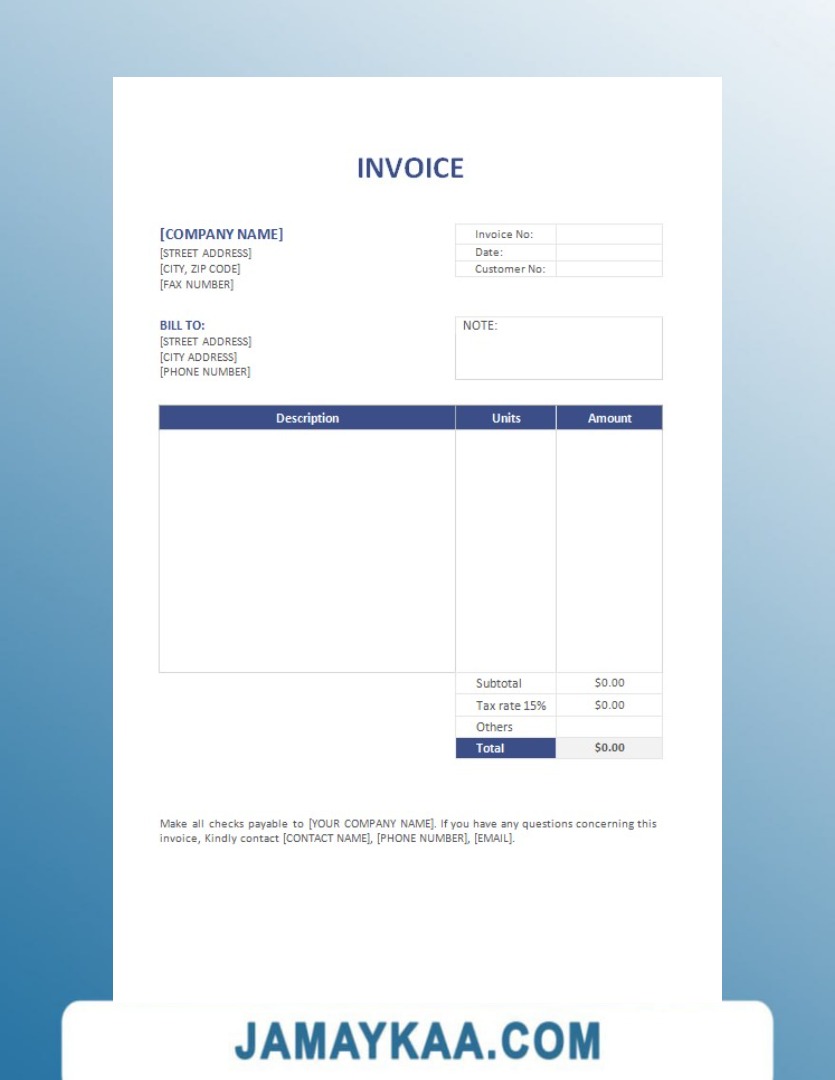 INVOICE
[COMPANY NAME]
[STREET ADDRESS]
[CITY, ZIP CODE]
[FAX NUMBER]
Invoice No:
Date:
Customer No:
BILL TO:
[STREET ADDRESS]
[CITY ADDRESS]
[PHONE NUMBER]
NOTE:
Description Units Amount
Subtotal $0.00
Tax rate 15% $0.00
Others
Total $0.00
Make all checks payable to [YOUR COMPANY NAME]. If you have any questions concerning this
invoice, Kindly contact [CONTACT NAME], [PHONE NUMBER], [EMAIL].
JAMAYKAA.COM